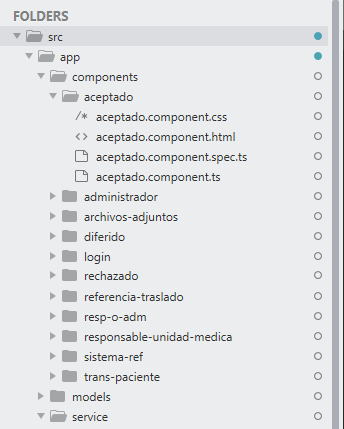 FOLDERS
src
app
components
aceptado
/* aceptado.component.css
<> aceptado.component.html
aceptado.component.spec.ts
aceptado.component.ts
administrador
archivos-adjuntos
diferido
login
rechazado
referencia-traslado
resp-o-adm
responsable-unidad-medica
sistema-ref
trans-paciente
models
service